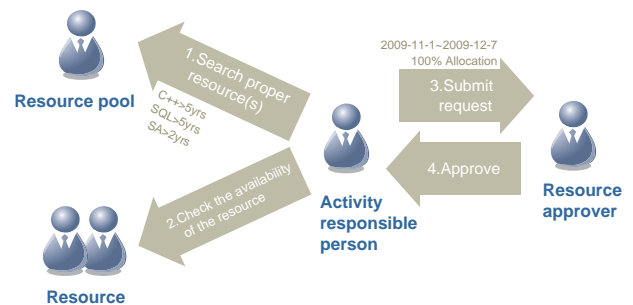 1.Search proper
resource(s)
C++>5yrs
SQL>5yrs
SA>2yrs
Resource pool
2009-11-1~2009-12-7
100% Allocation
3.Submit
request
4.Approve
2.Check the availability
of the resource
Activity
responsible
person
Resource
approver
Resource